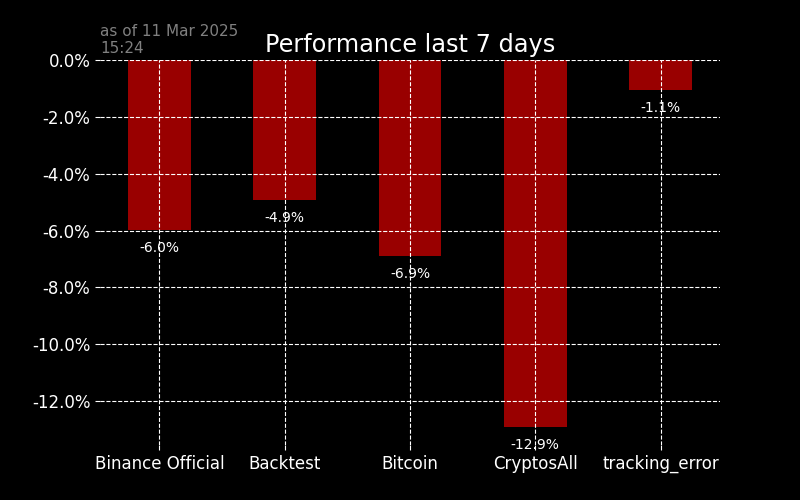 as of 11 Mar 2025
15:24
Performance last 7 days
0.0%
-2.0%
-4.0%
-6.0%
-8.0%
-10.0%
-12.0%
-6.0%
-4.9%
-6.9%
-12.9%
-1.1%
Binance Official
Backtest
Bitcoin
CryptosAll
tracking_error